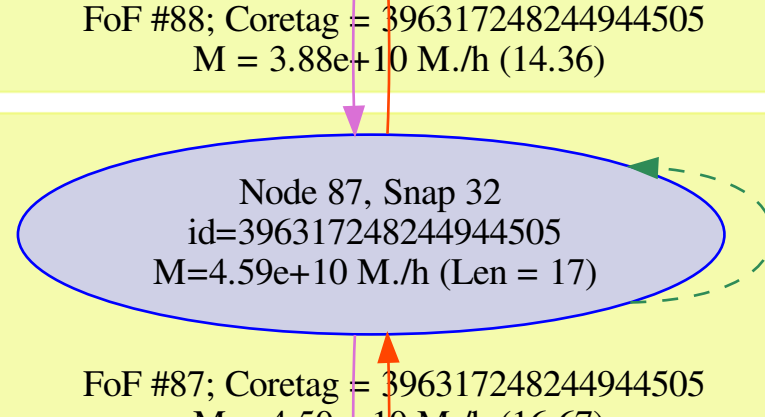 FoF #88; Coretag = 396317248244944505
M = 3.88e+10 M./h (14.36)
Node 87, Snap 32
id=396317248244944505
M=4.59e+10 M./h (Len = 17)
FoF #87; Coretag = 396317248244944505